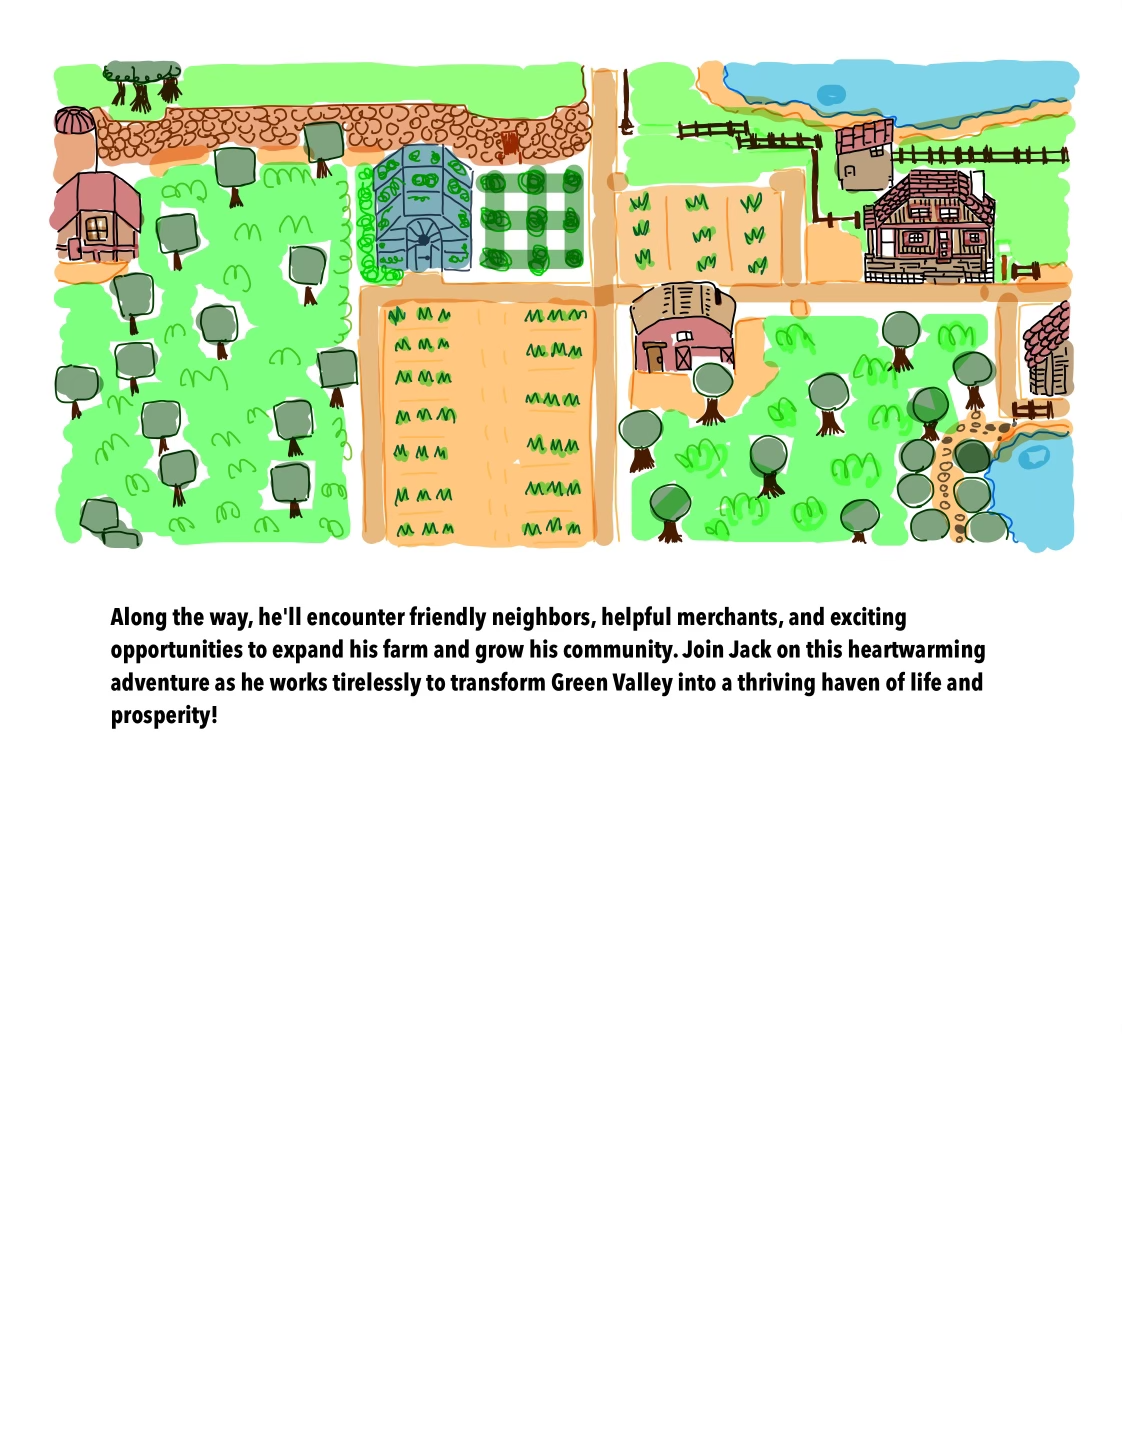 Along the way, he'll encounter friendly neighbors, helpful merchants, and exciting
opportunities to expand his farm and grow his community. Join Jack on this heartwarming
adventure as he works tirelessly to transform Green Valley into a thriving haven of life and
prosperity!